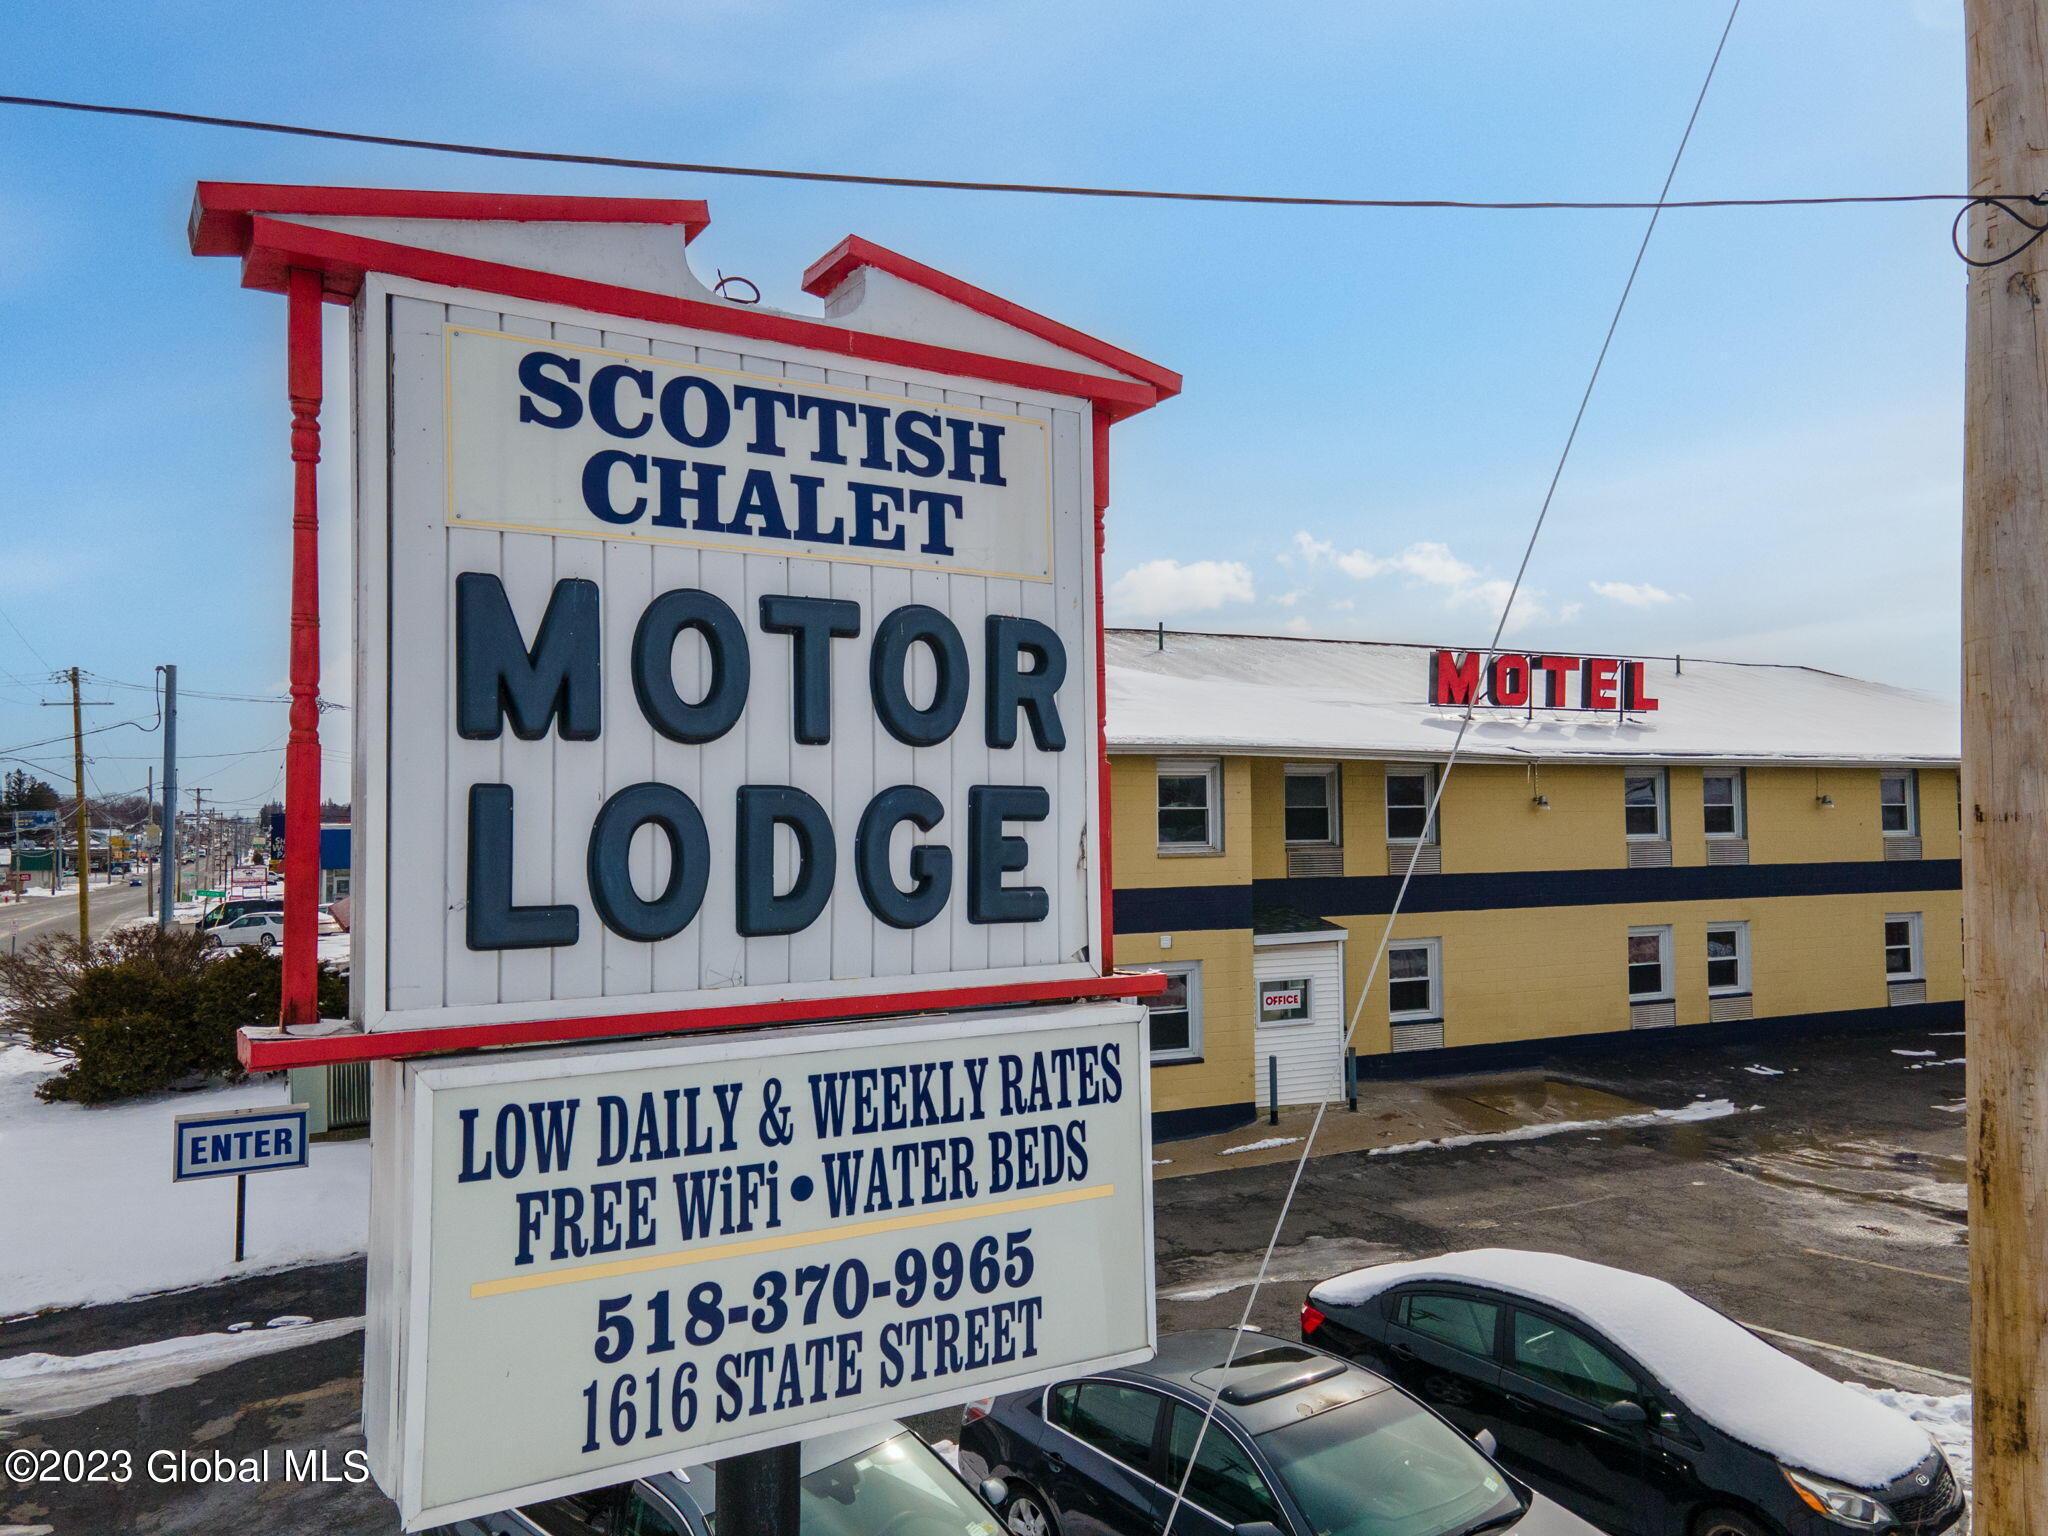 SCOTTISH
CHALET
MOTOR
LODGE
MOTEL
OFFICE
ENTER
LOW DAILY & WEEKLY RATES
FREE WiFi • WATER BEDS
518-370-9965
1616 STATE STREET
©2023 Global MLS